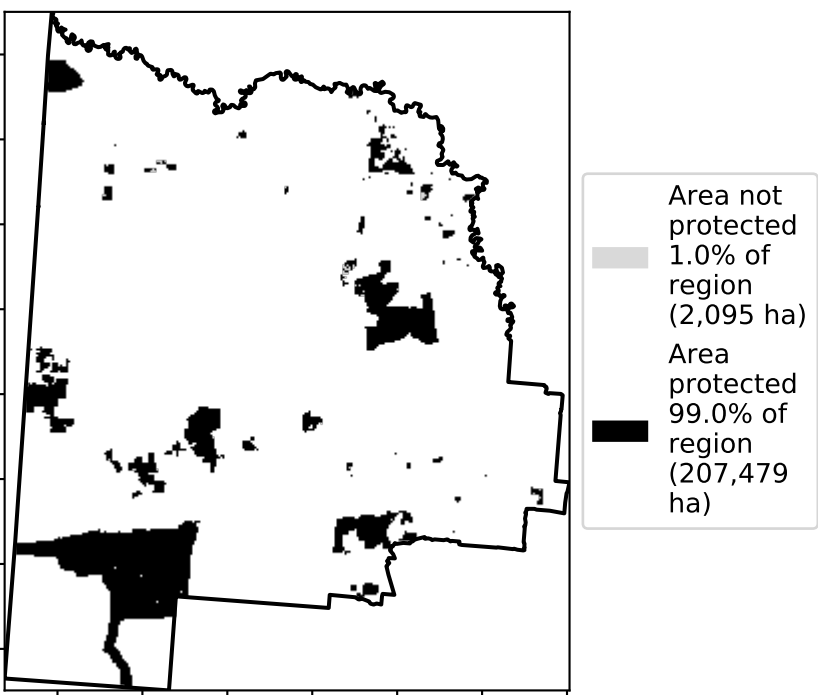 Area not
protected
1.0% of
region
(2,095 ha)
Area
protected
99.0% of
region
(207,479
ha)